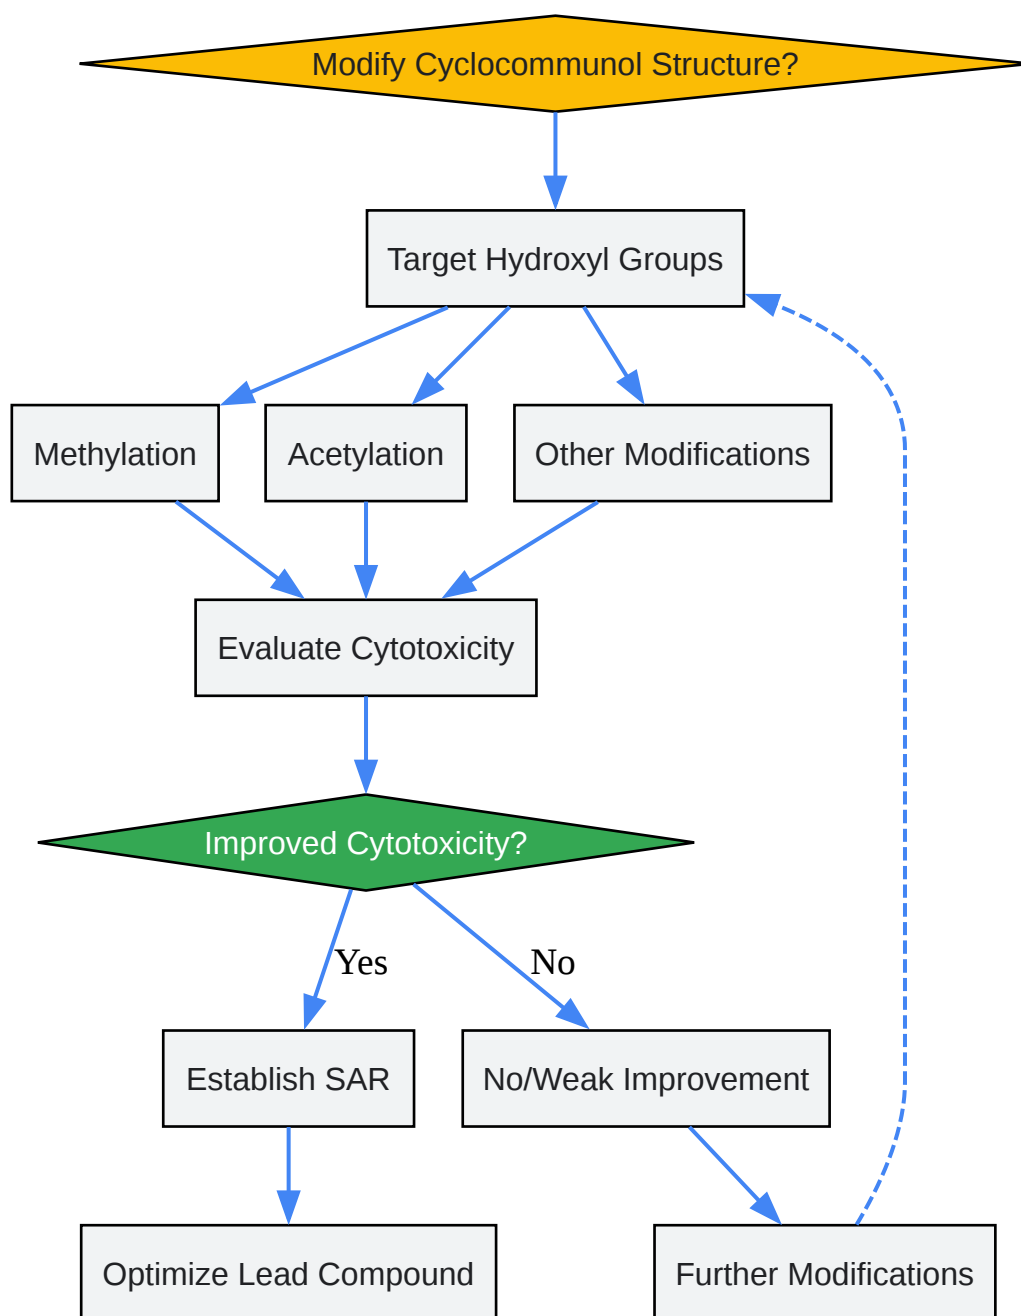 Modify Cyclocommunol Structure?
Target Hydroxyl Groups
Methylation
Acetylation
Other Modifications
Evaluate Cytotoxicity
Improved Cytotoxicity?
Yes
No
Establish SAR
No/Weak Improvement
Optimize Lead Compound
Further Modifications